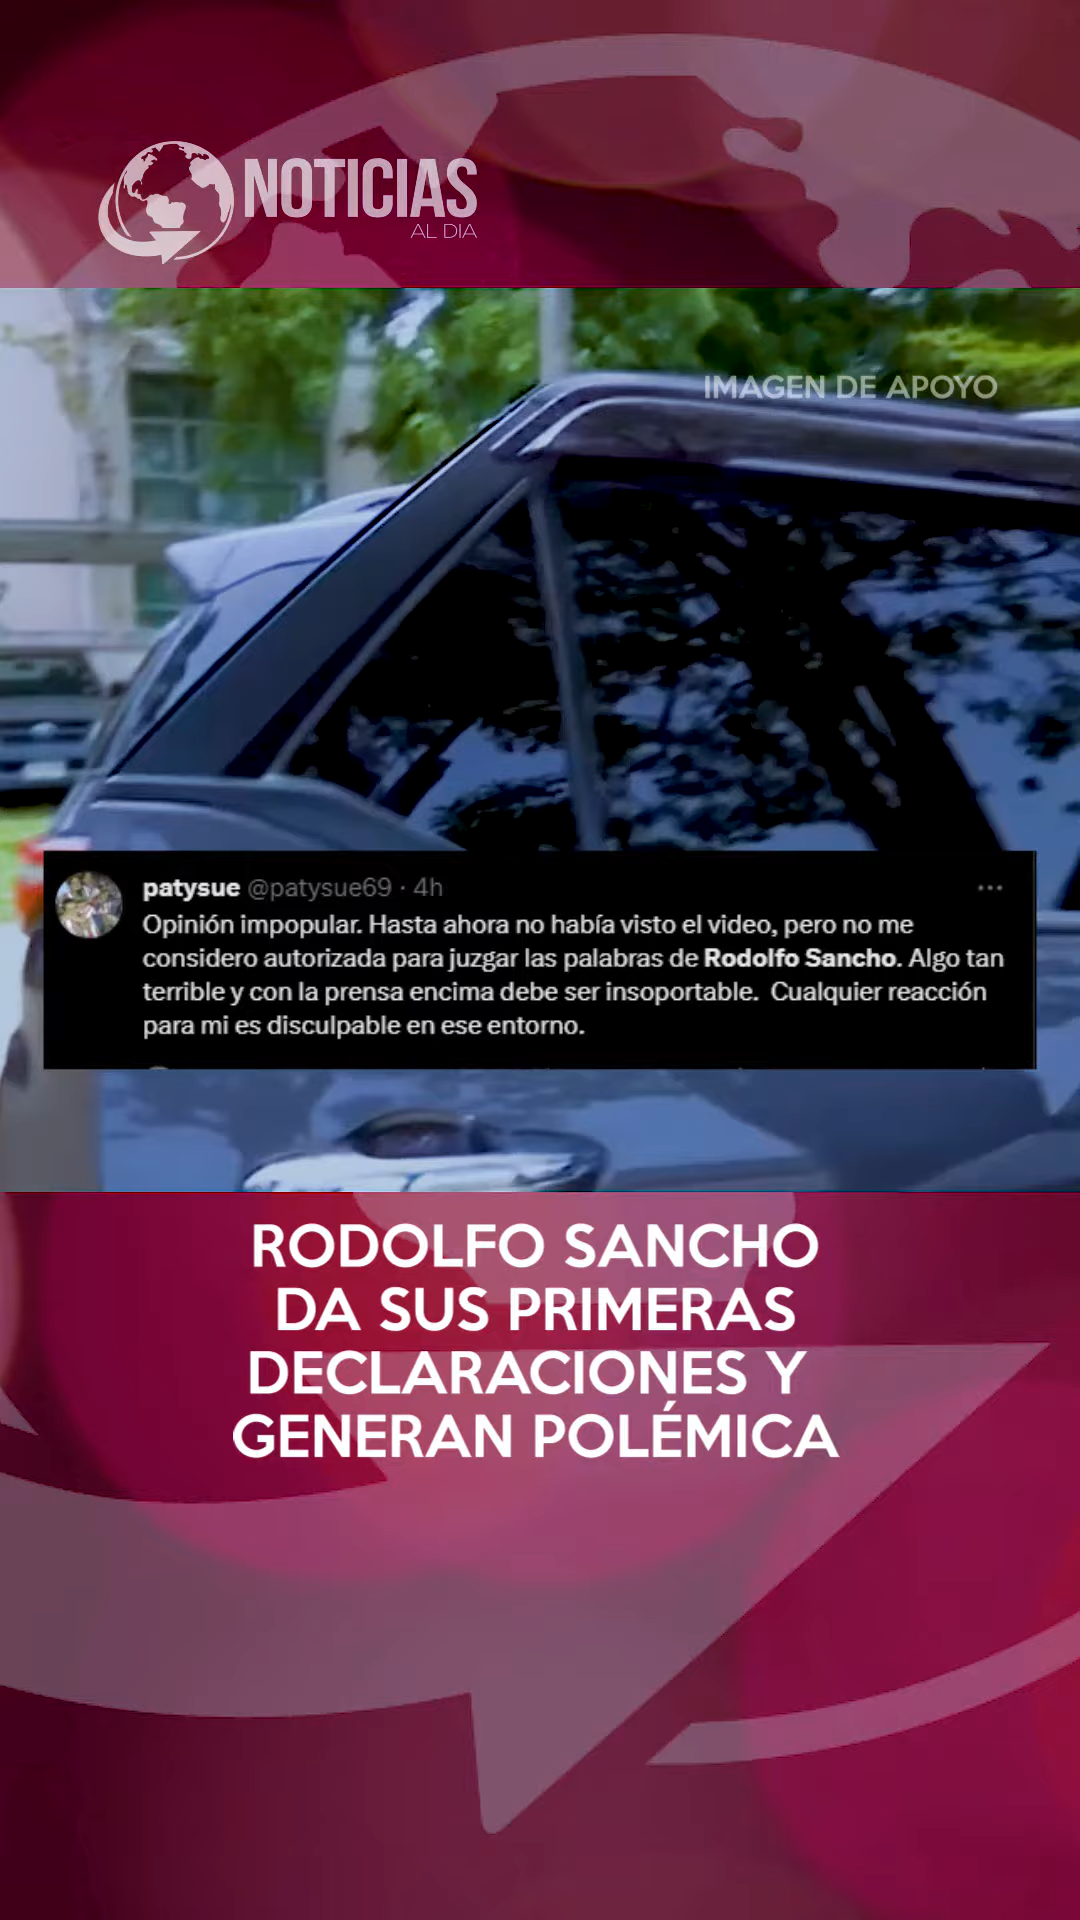 NOTICIAS
AL DIA
IMAGEN DE APOYO
patysue @patysue69 · 4h
Opinión impopular. Hasta ahora no había visto el video, pero no me
considero autorizada para juzgar las palabras de Rodolfo Sancho. Algo tan
terrible y con la prensa encima debe ser insoportable.  Cualquier reacción
para mi es disculpable en ese entorno.
RODOLFO SANCHO
DA SUS PRIMERAS
DECLARACIONES Y
GENERAN POLÉMICA